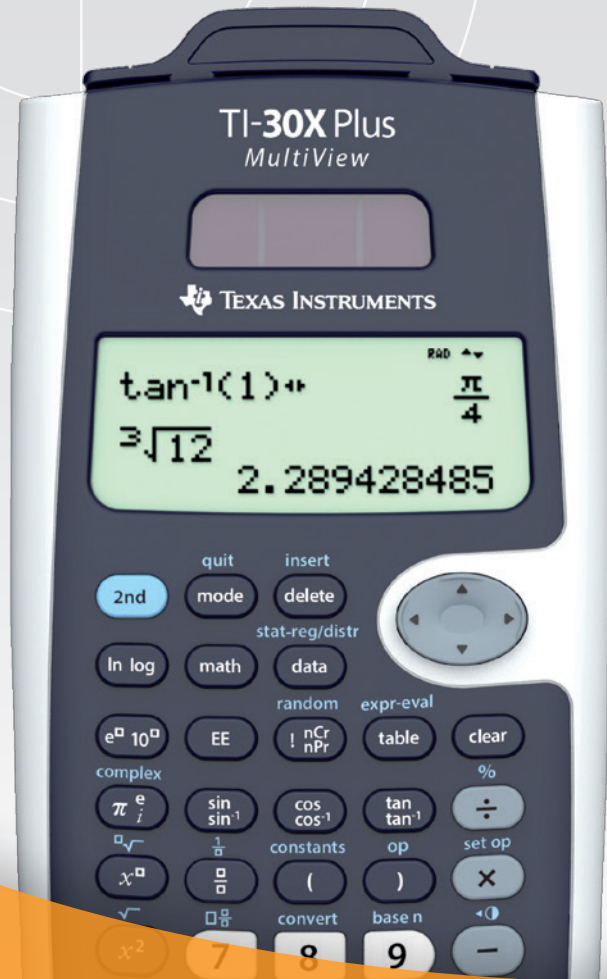 TI-30X Plus
MultiView
TEXAS INSTRUMENTS
RAD
tan⁻¹(1) π/4
³√12
2.289428485
quit insert
2nd mode delete
stat-reg/distr
ln log math data
random expr-eval
e□ 10□ EE ! nCr nPr table clear
complex %
π e i sin sin⁻¹ cos cos⁻¹ tan tan⁻¹ ÷
□√ 1/□ constants op set op
x□ □/□ ( ) ×
√ □□/□ convert base n ◂◑
x² 7 8 9 −